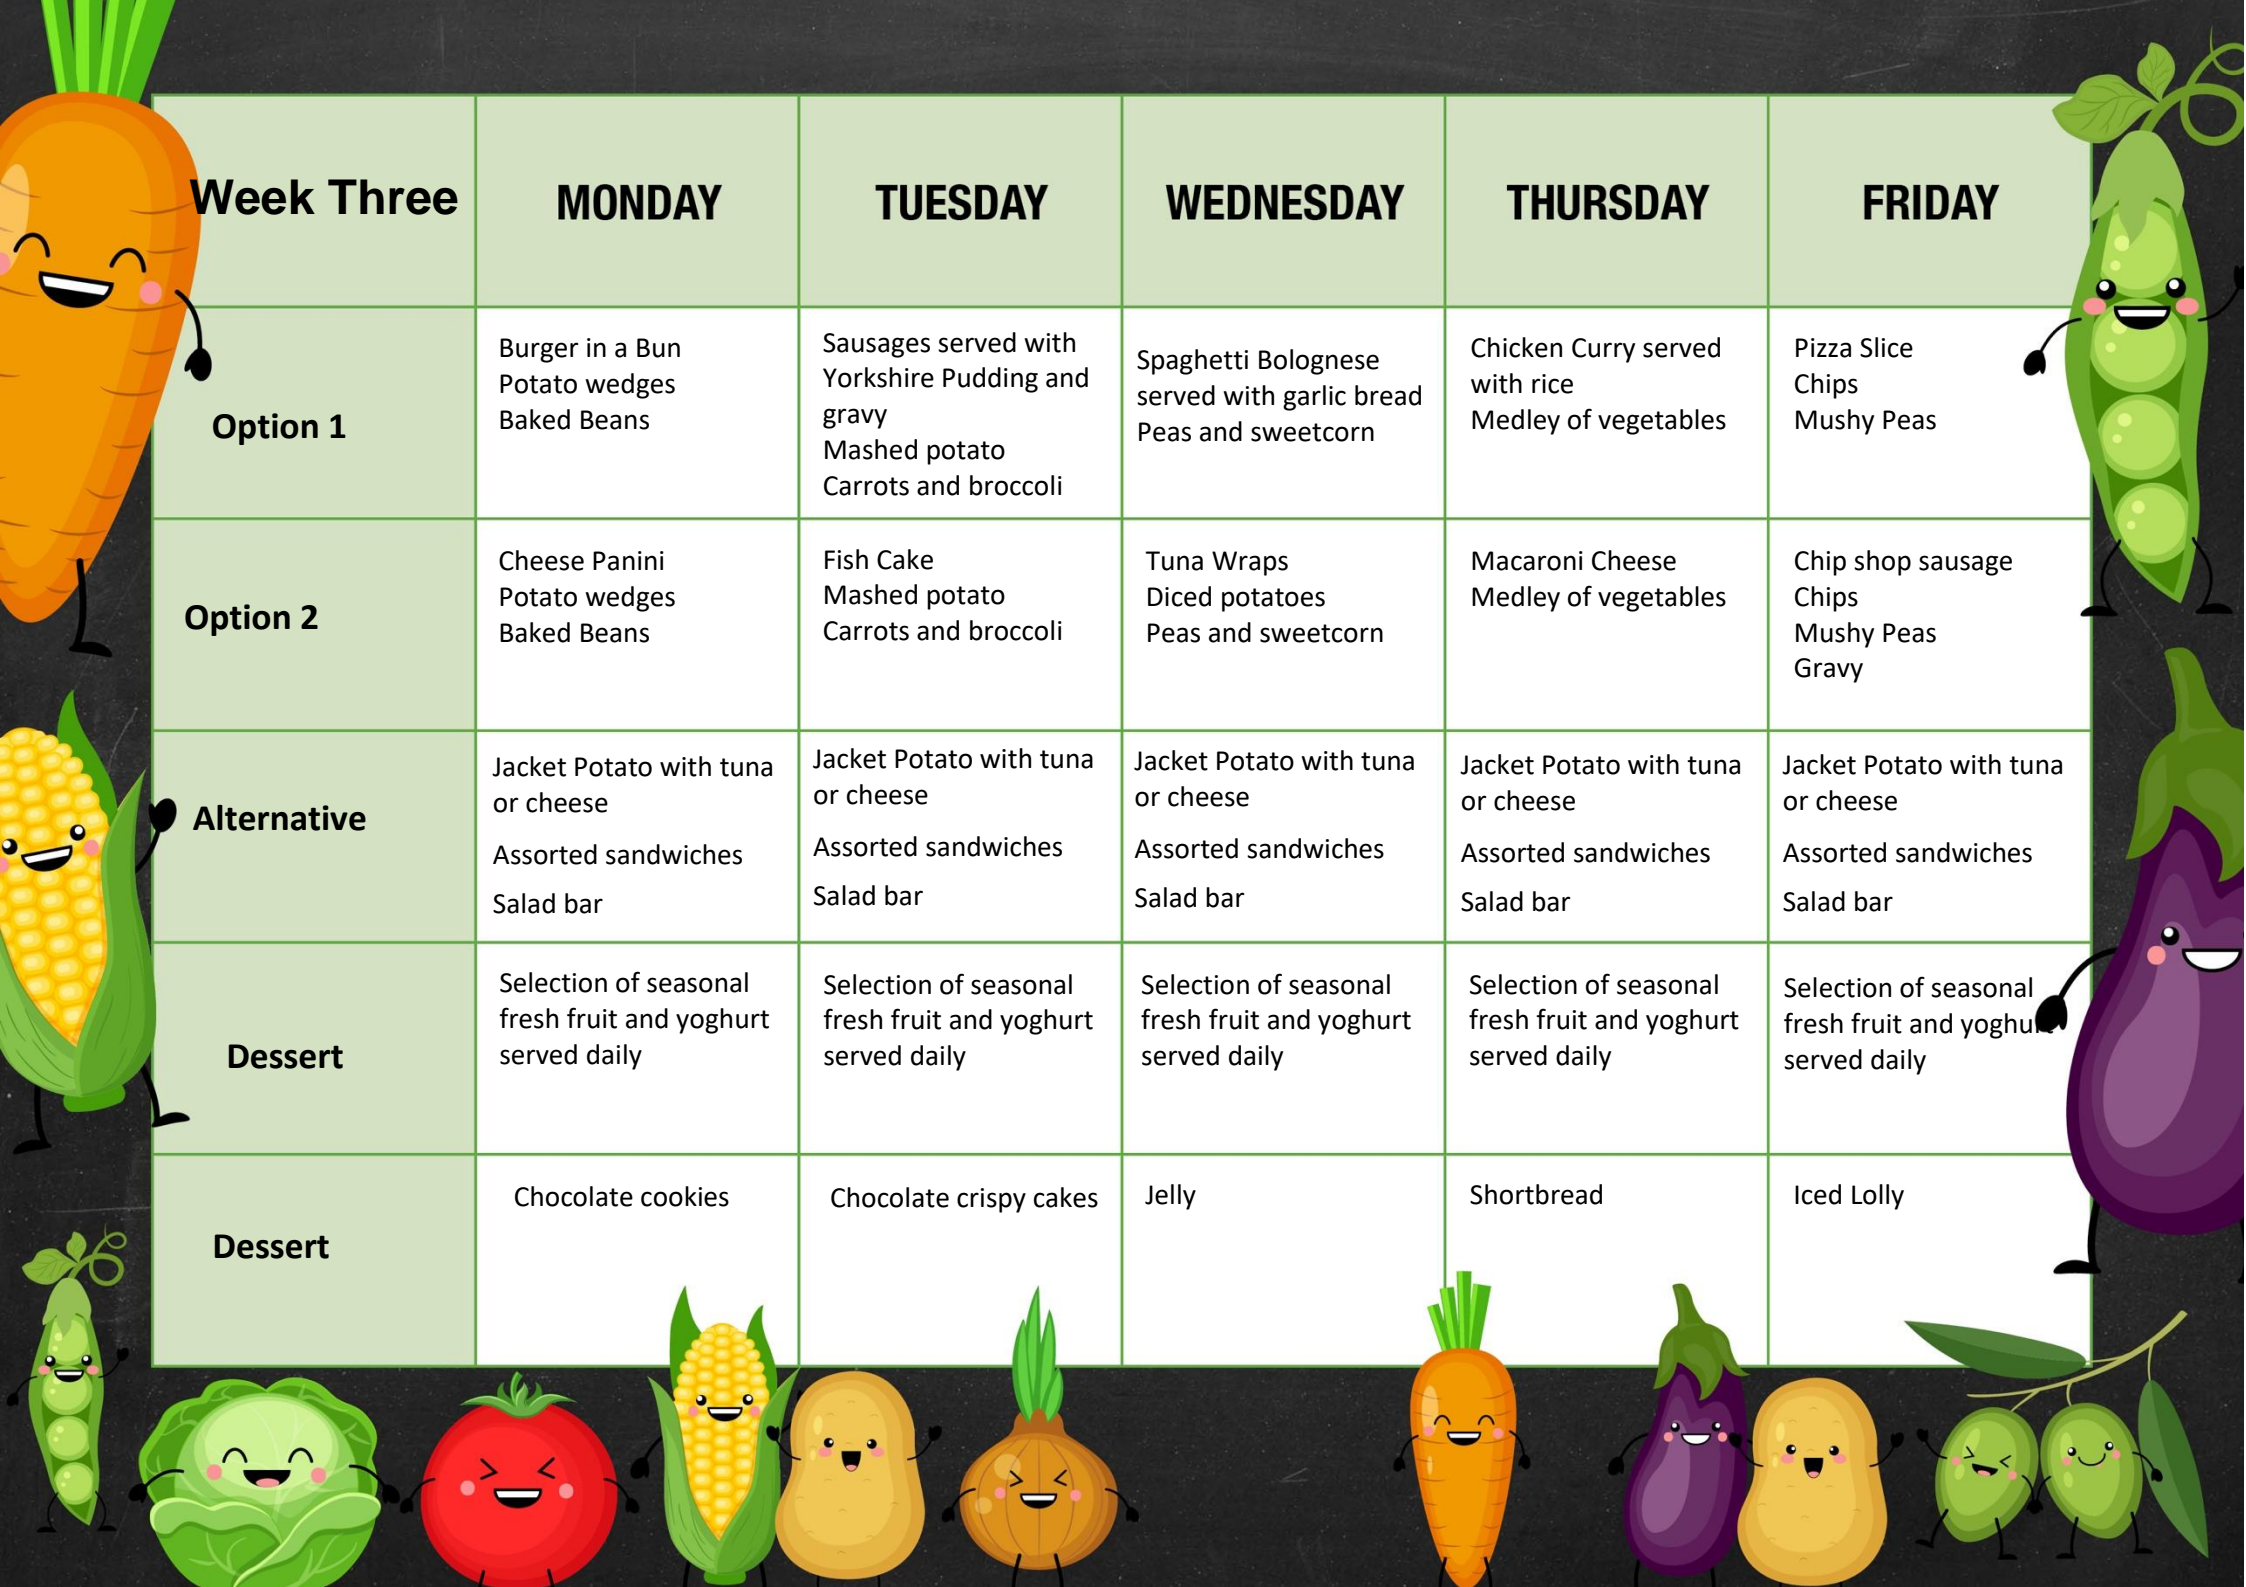 Week Three
MONDAY
TUESDAY
WEDNESDAY
THURSDAY
FRIDAY
Option 1
Burger in a Bun
Potato wedges
Baked Beans
Sausages served with
Yorkshire Pudding and
gravy
Mashed potato
Carrots and broccoli
Spaghetti Bolognese
served with garlic bread
Peas and sweetcorn
Chicken Curry served
with rice
Medley of vegetables
Pizza Slice
Chips
Mushy Peas
Option 2
Cheese Panini
Potato wedges
Baked Beans
Fish Cake
Mashed potato
Carrots and broccoli
Tuna Wraps
Diced potatoes
Peas and sweetcorn
Macaroni Cheese
Medley of vegetables
Chip shop sausage
Chips
Mushy Peas
Gravy
Alternative
Jacket Potato with tuna
or cheese
Assorted sandwiches
Salad bar
Jacket Potato with tuna
or cheese
Assorted sandwiches
Salad bar
Jacket Potato with tuna
or cheese
Assorted sandwiches
Salad bar
Jacket Potato with tuna
or cheese
Assorted sandwiches
Salad bar
Jacket Potato with tuna
or cheese
Assorted sandwiches
Salad bar
Dessert
Selection of seasonal
fresh fruit and yoghurt
served daily
Selection of seasonal
fresh fruit and yoghurt
served daily
Selection of seasonal
fresh fruit and yoghurt
served daily
Selection of seasonal
fresh fruit and yoghurt
served daily
Selection of seasonal
fresh fruit and yoghurt
served daily
Dessert
Chocolate cookies
Chocolate crispy cakes
Jelly
Shortbread
Iced Lolly